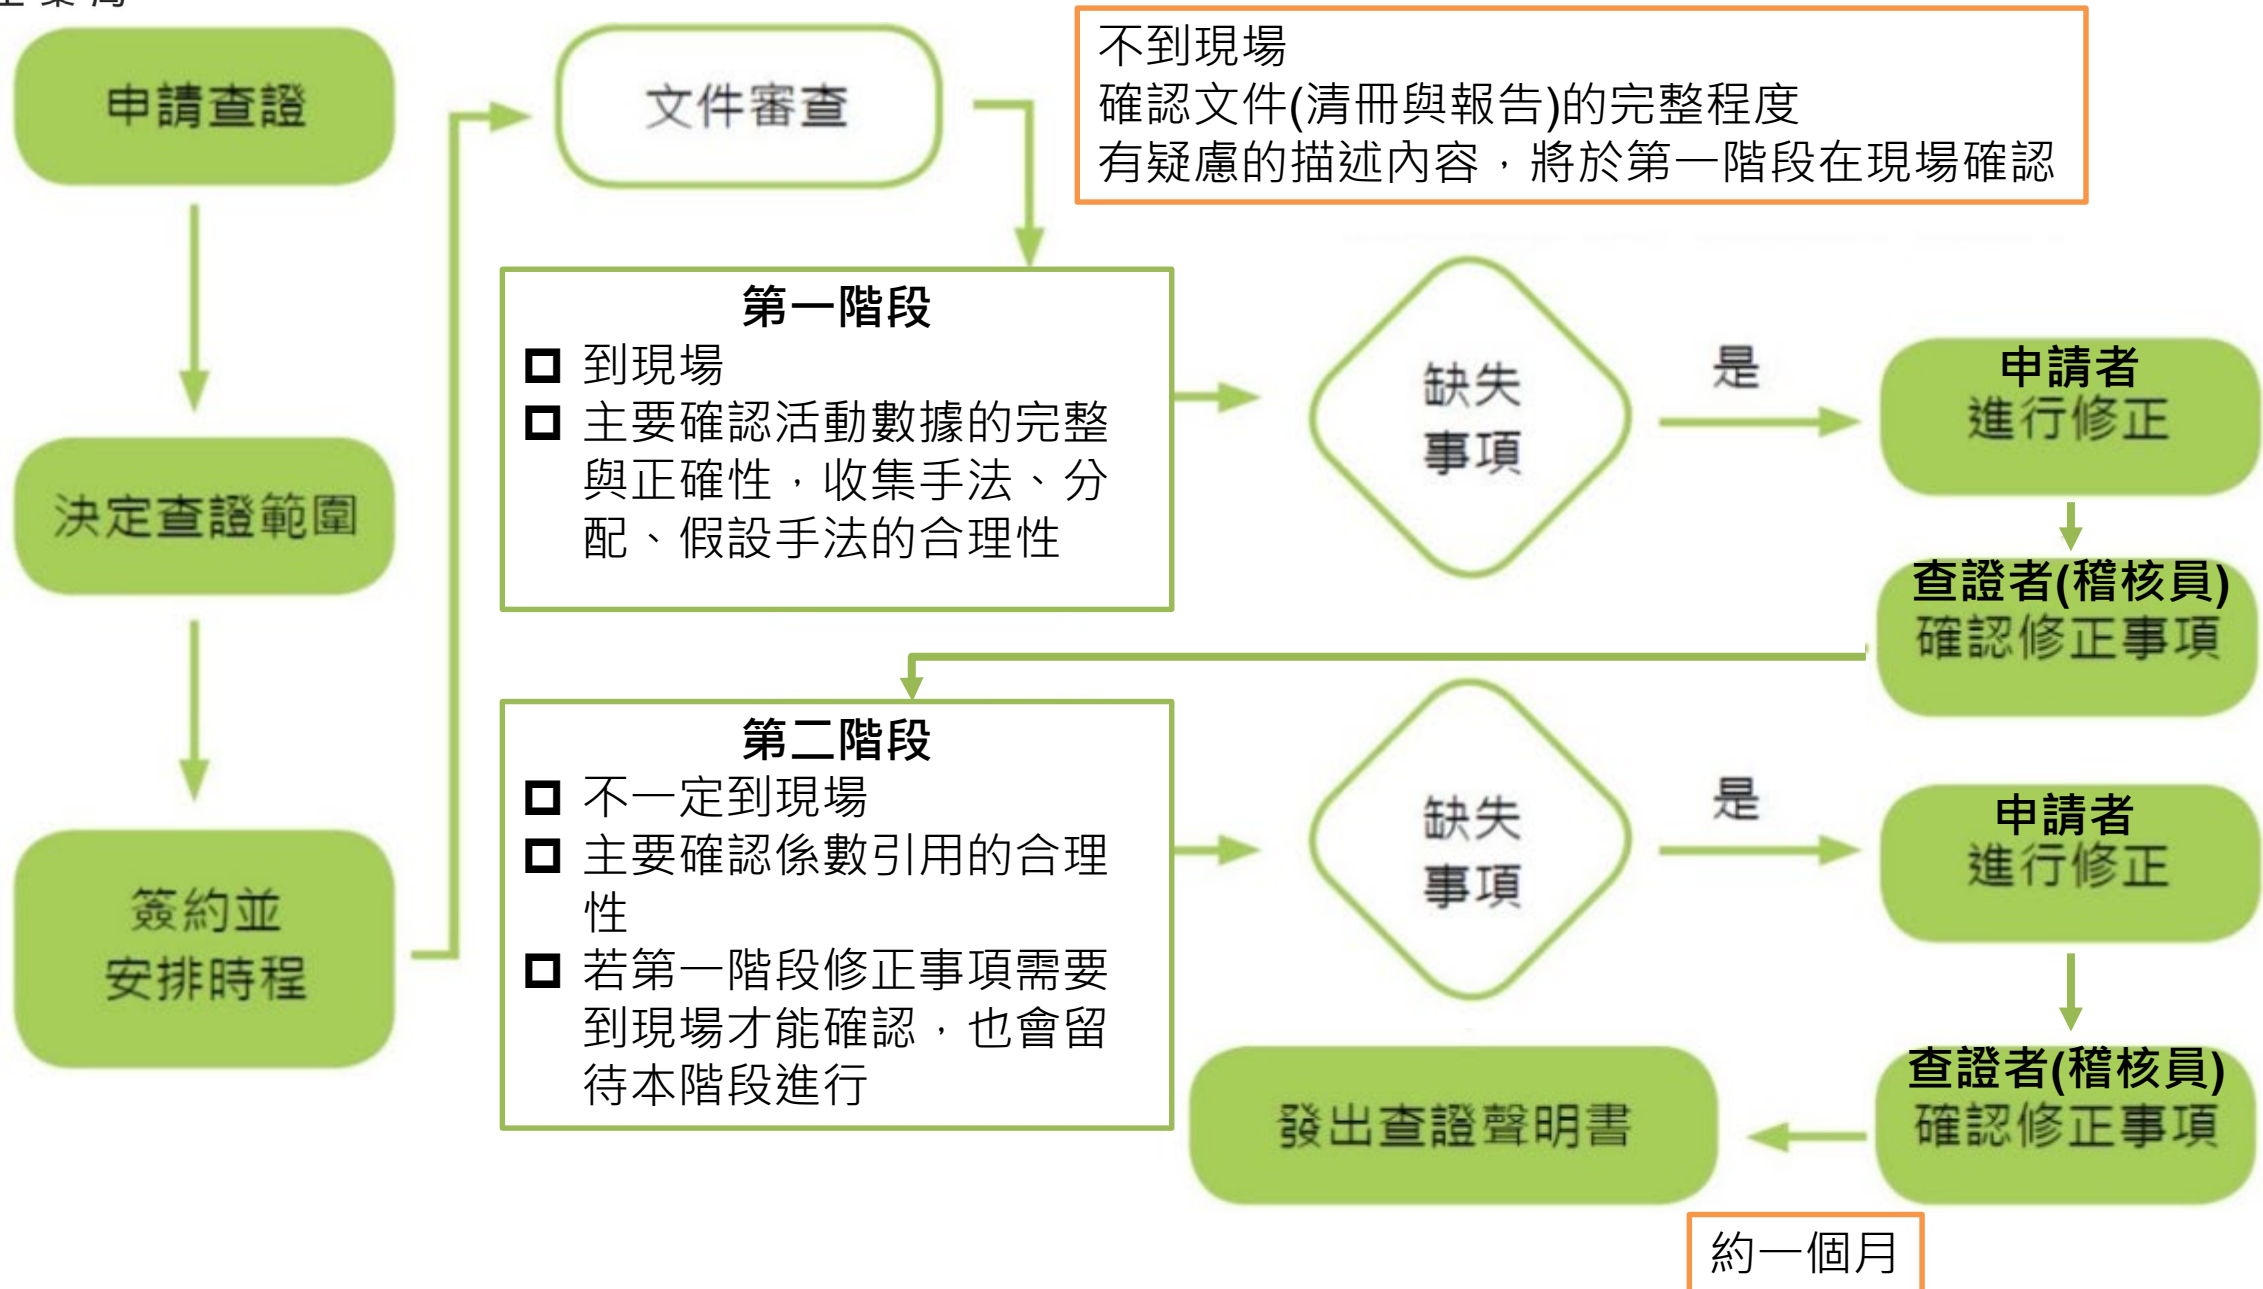 申請查證
決定查證範圍
簽約並
安排時程
文件審查
不到現場
確認文件(清冊與報告)的完整程度
有疑慮的描述內容，將於第一階段在現場確認
第一階段
到現場
主要確認活動數據的完整
與正確性，收集手法、分
配、假設手法的合理性
缺失
事項
是
申請者
進行修正
查證者(稽核員)
確認修正事項
第二階段
不一定到現場
主要確認係數引用的合理
性
若第一階段修正事項需要
到現場才能確認，也會留
待本階段進行
缺失
事項
是
申請者
進行修正
查證者(稽核員)
確認修正事項
發出查證聲明書
約一個月